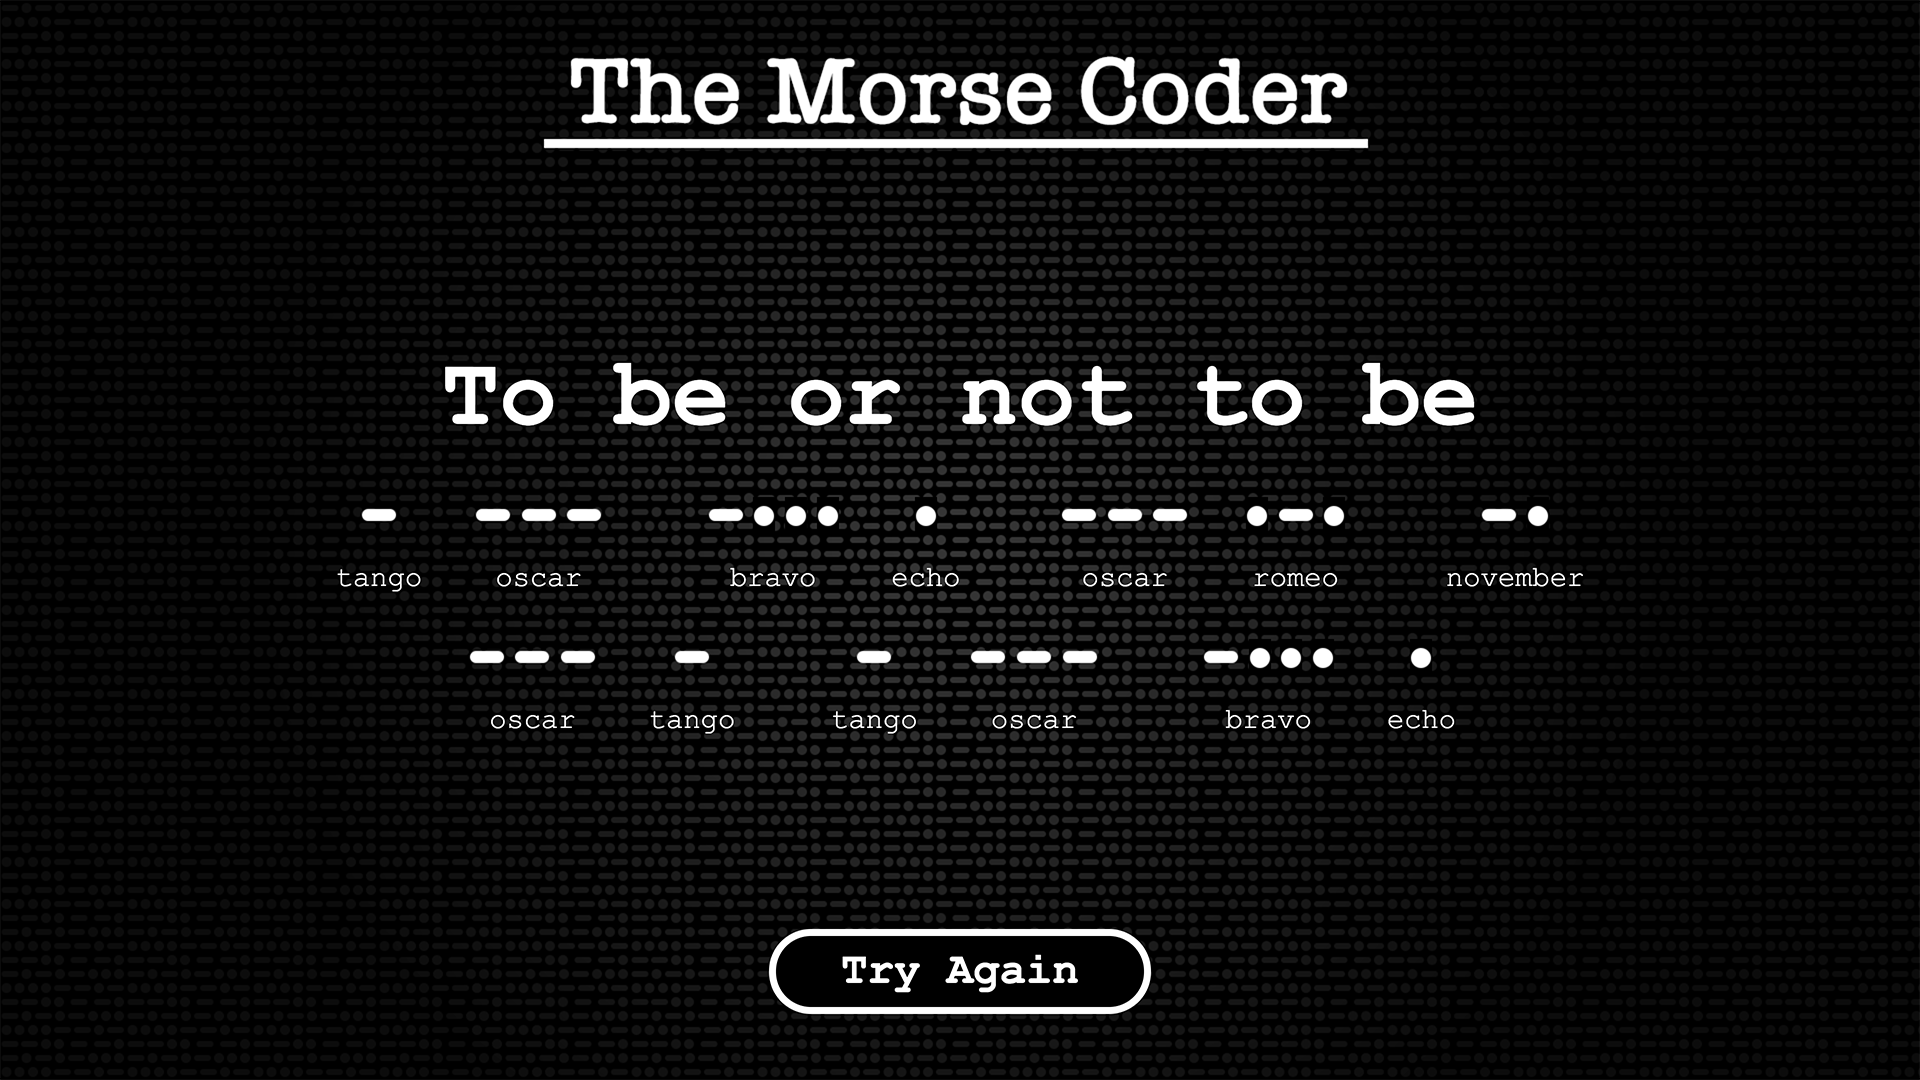 The Morse Coder
To be or not to be
− −−− −••• • −−− •−• −•
tango oscar bravo echo oscar romeo november
−−− − − −−− −••• •
oscar tango tango oscar bravo echo
Try Again